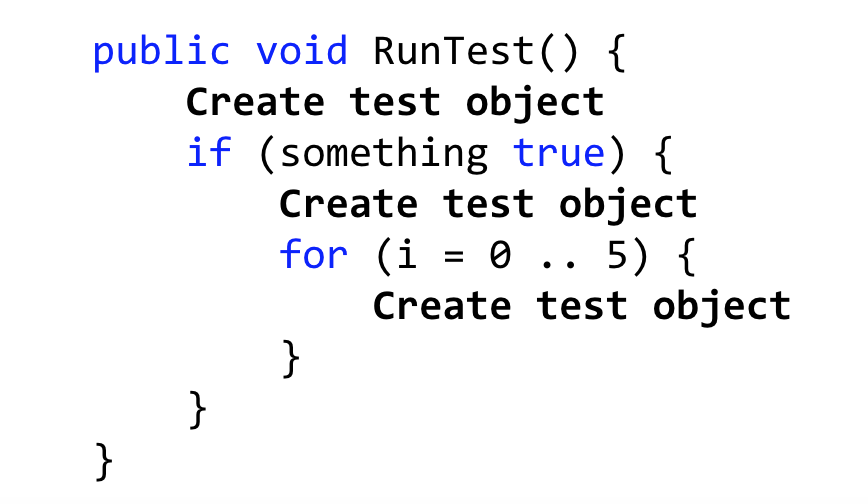 public void RunTest() {
    Create test object
    if (something true) {
        Create test object
        for (i = 0 .. 5) {
            Create test object
        }
    }
}